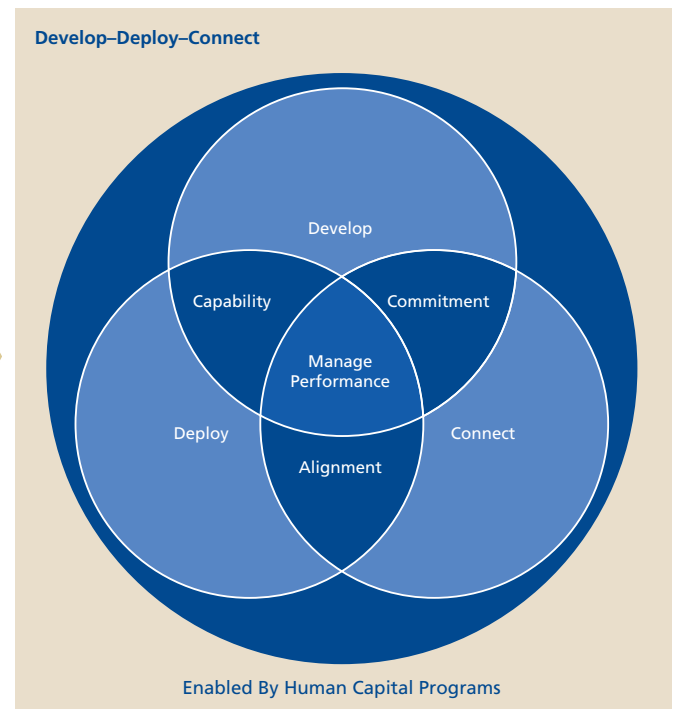 Develop–Deploy–Connect
Develop
Capability
Commitment
Manage
Performance
Deploy
Connect
Alignment
Enabled By Human Capital Programs